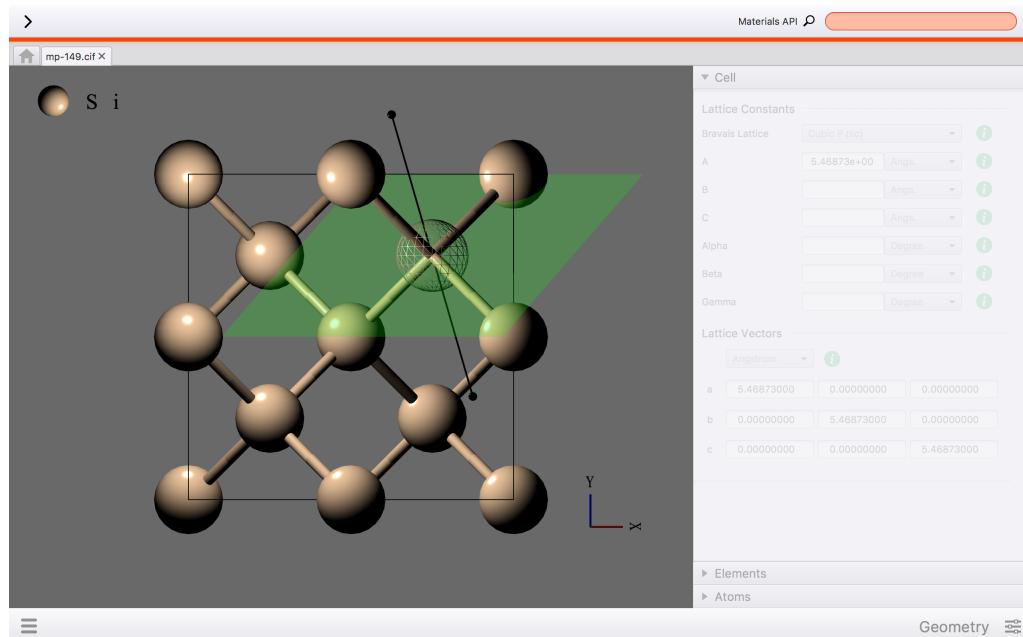 Materials API
mp-149.cif
Si
Cell
Lattice Constants
Bravais Lattice Cubic P (sc)
A 5.46873e+00 Angs.
B Angs.
C Angs.
Alpha Degree
Beta Degree
Gamma Degree
Lattice Vectors
Angstrom
a 5.46873000 0.00000000 0.00000000
b 0.00000000 5.46873000 0.00000000
c 0.00000000 0.00000000 5.46873000
Y
X
Elements
Atoms
Geometry